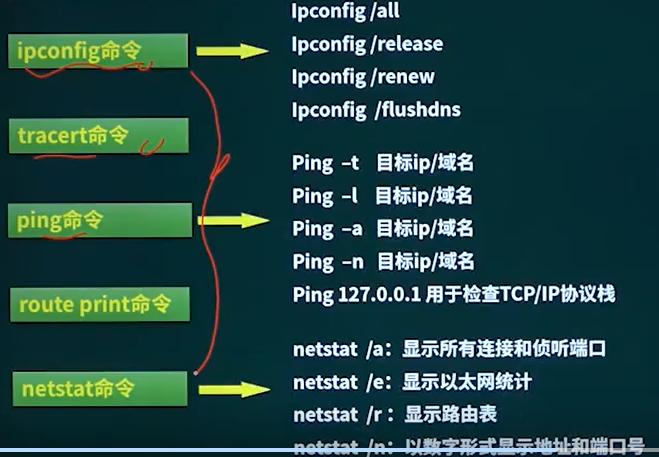 Ipconfig /all
ipconfig命令
Ipconfig /release
Ipconfig /renew
Ipconfig /flushdns
tracert命令
Ping –t 目标ip/域名
Ping –l 目标ip/域名
ping命令
Ping –a 目标ip/域名
Ping –n 目标ip/域名
Ping 127.0.0.1 用于检查TCP/IP协议栈
route print命令
netstat /a：显示所有连接和侦听端口
netstat命令
netstat /e：显示以太网统计
netstat /r：显示路由表
netstat /n：以数字形式显示地址和端口号